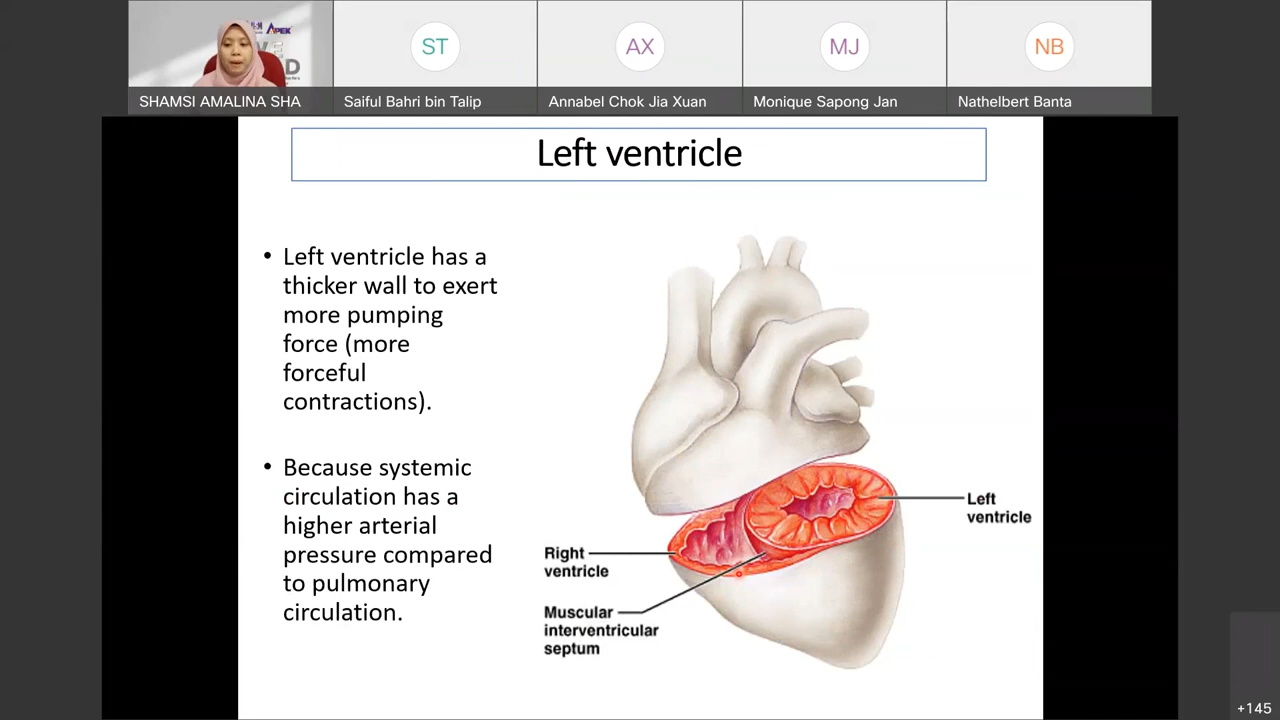 APEK
SHAMSI AMALINA SHA
ST
Saiful Bahri bin Talip
AX
Annabel Chok Jia Xuan
MJ
Monique Sapong Jan
NB
Nathelbert Banta
Left ventricle
• Left ventricle has a
thicker wall to exert
more pumping
force (more
forceful
contractions).
• Because systemic
circulation has a
higher arterial
pressure compared
to pulmonary
circulation.
Left
ventricle
Right
ventricle
Muscular
interventricular
septum
+145